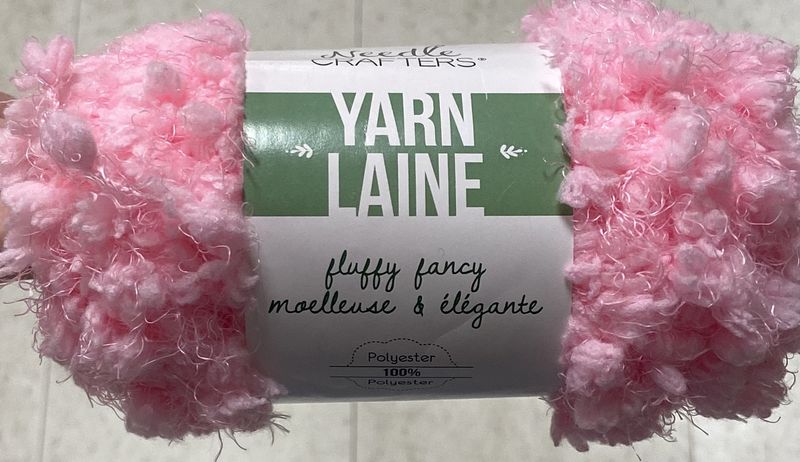 Needle
CRAFTERS®
YARN
LAINE
fluffy fancy
moelleuse & élégante
Polyester
100%
Polyester